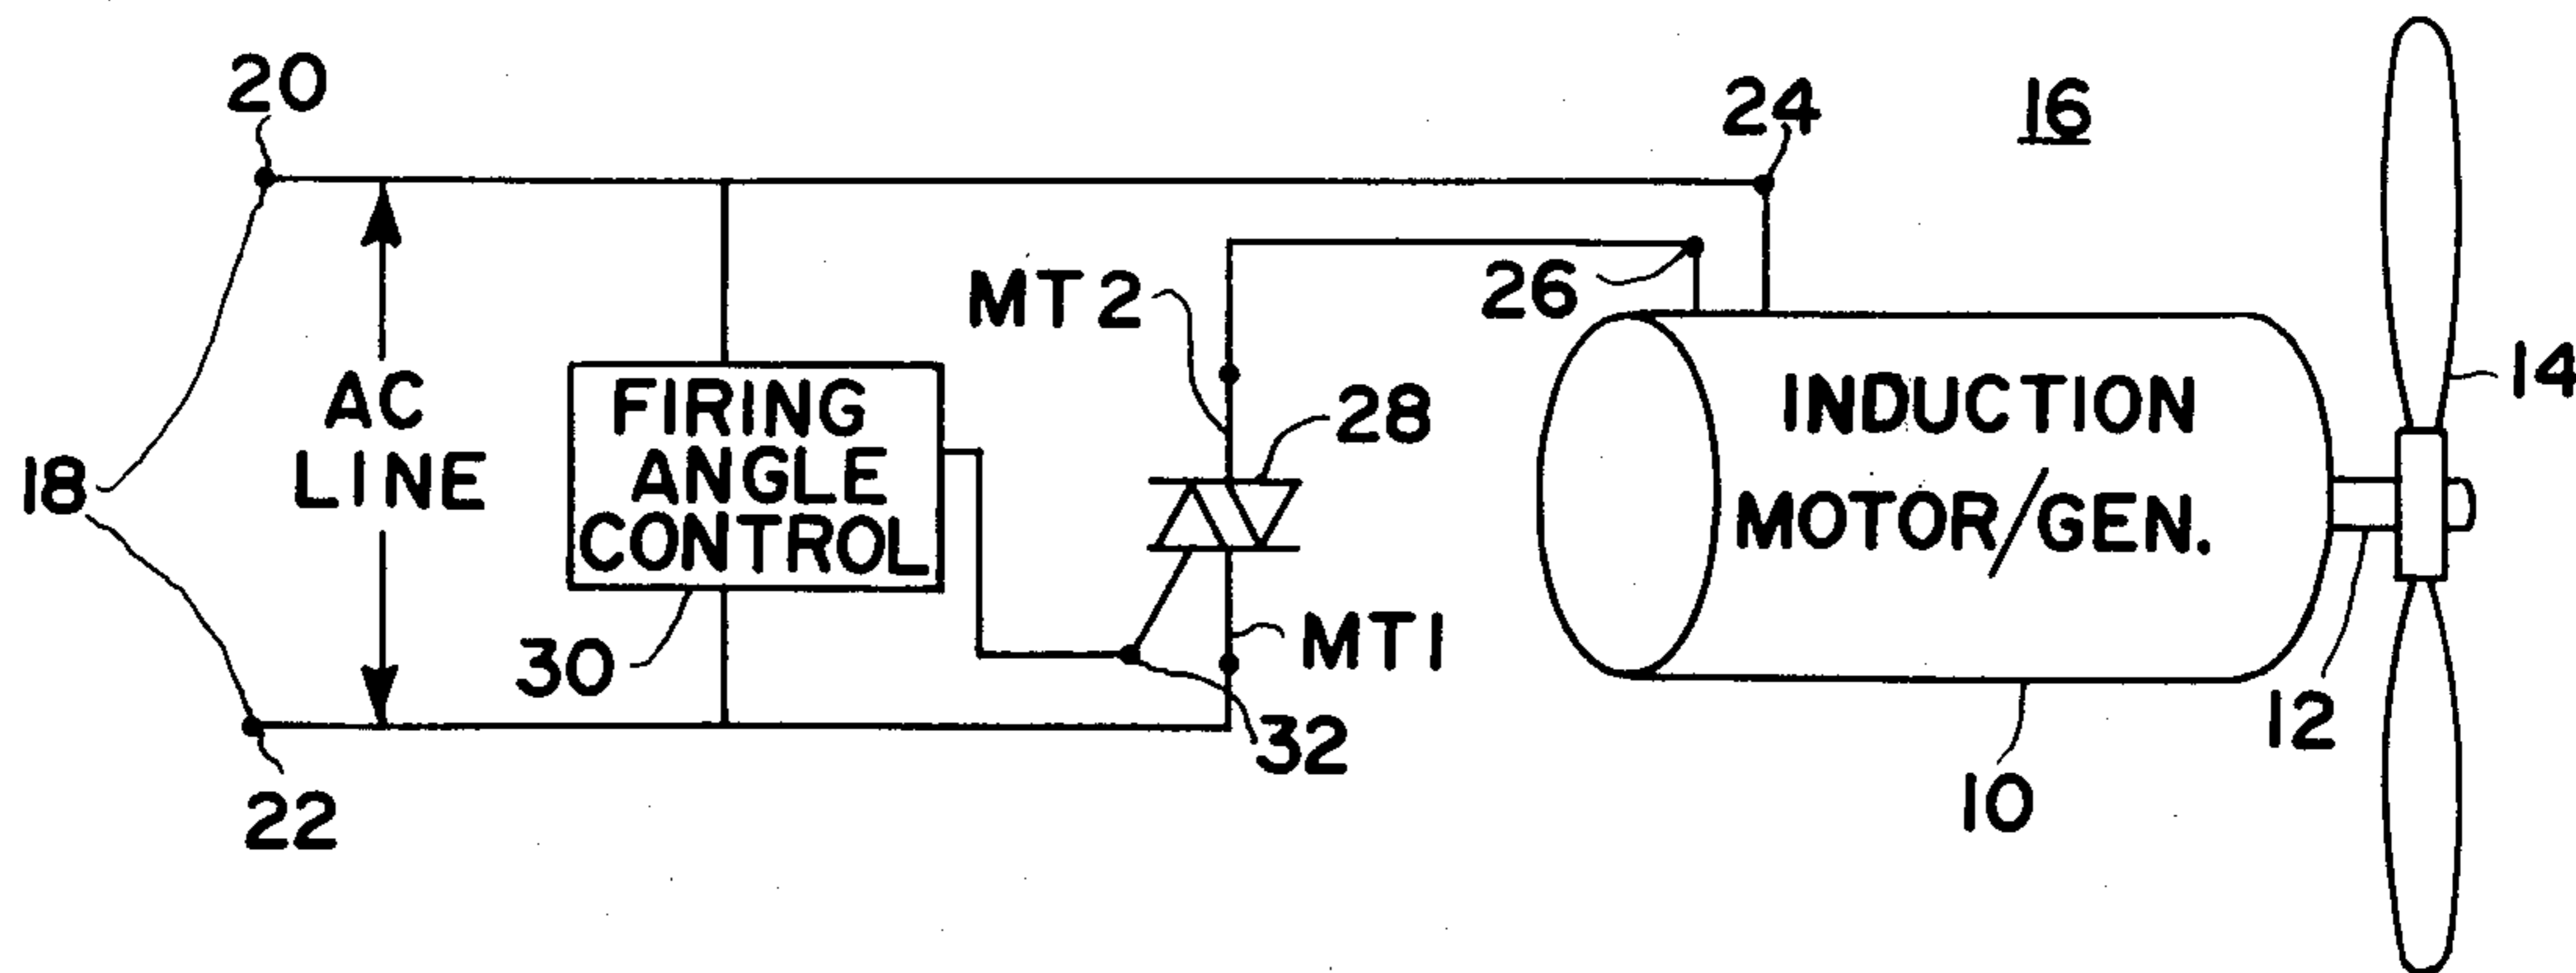 20
24
16
MT2
26
14
AC
LINE
FIRING
ANGLE
CONTROL
28
INDUCTION
MOTOR/GEN.
18
30
MT1
32
12
22
10